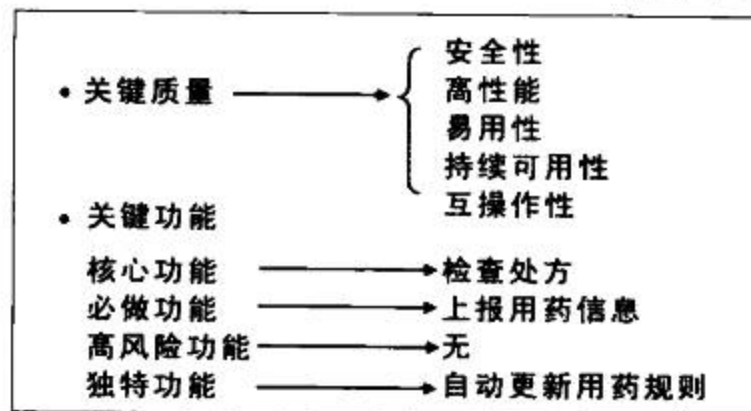 安全性
• 关键质量
高性能
易用性
持续可用性
互操作性
• 关键功能
核心功能 检查处方
必做功能 上报用药信息
高风险功能 无
独特功能 自动更新用药规则